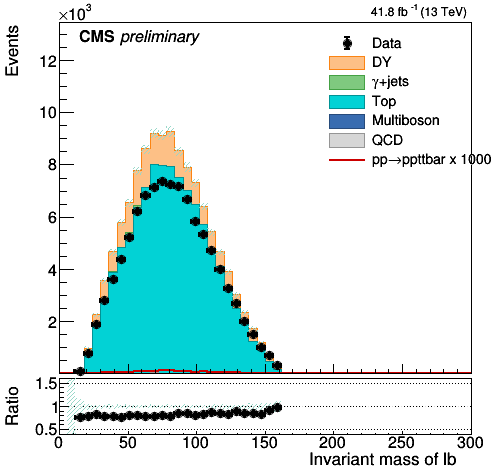 ×10³
41.8 fb⁻¹ (13 TeV)
CMS preliminary
Events
Data
DY
γ+jets
Top
Multiboson
QCD
pp→ppttbar x 1000
12
10
8
6
4
2
Ratio
1.5
1
0.5
0 50 100 150 200 250 300
Invariant mass of lb